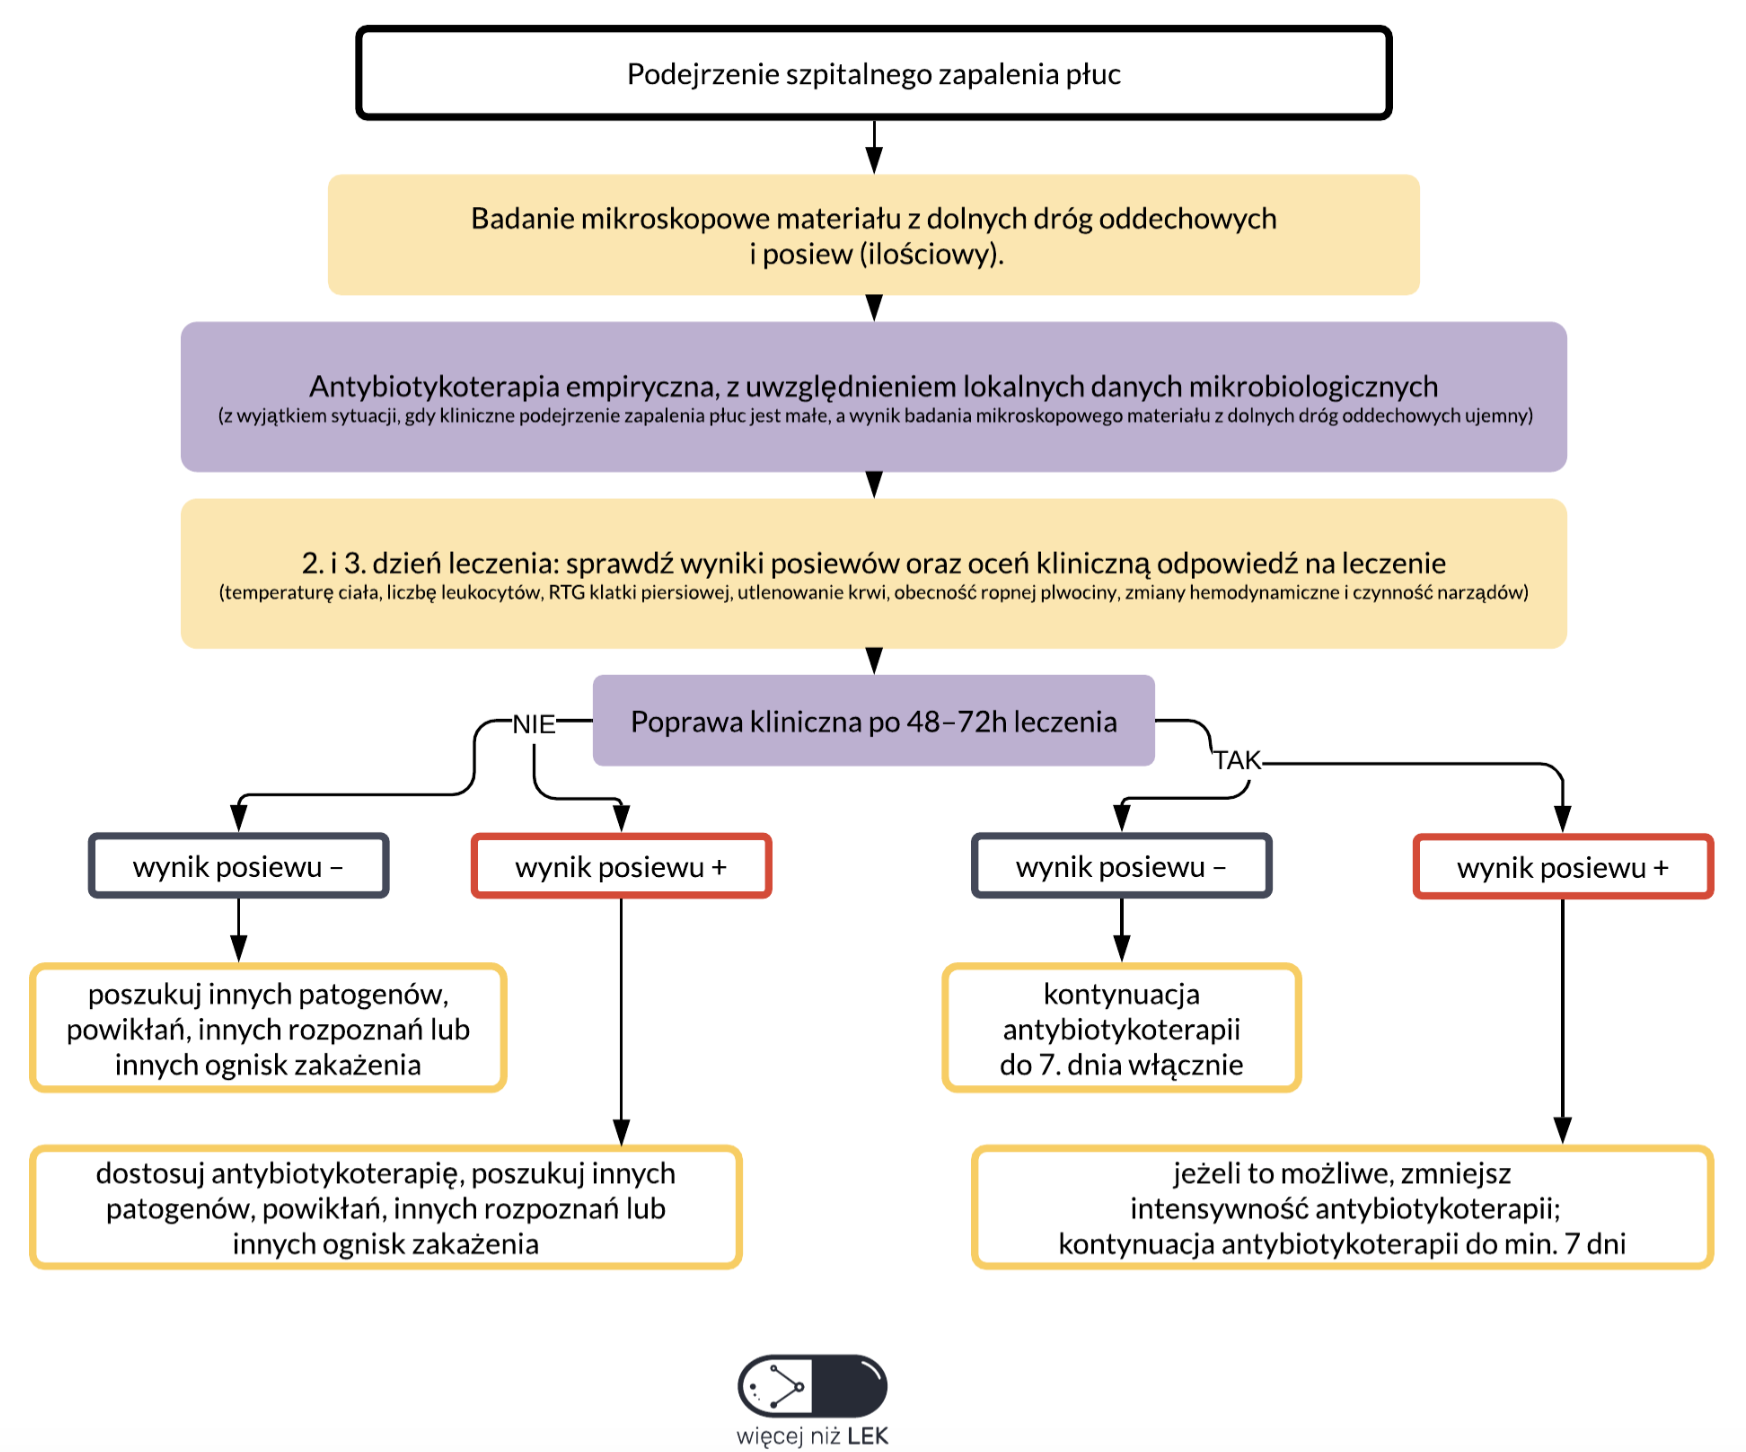 Podejrzenie szpitalnego zapalenia płuc
Badanie mikroskopowe materiału z dolnych dróg oddechowych
i posiew (ilościowy).
Antybiotykoterapia empiryczna, z uwzględnieniem lokalnych danych mikrobiologicznych
(z wyjątkiem sytuacji, gdy kliniczne podejrzenie zapalenia płuc jest małe, a wynik badania mikroskopowego materiału z dolnych dróg oddechowych ujemny)
2. i 3. dzień leczenia: sprawdź wyniki posiewów oraz oceń kliniczną odpowiedź na leczenie
(temperaturę ciała, liczbę leukocytów, RTG klatki piersiowej, utlenowanie krwi, obecność ropnej plwociny, zmiany hemodynamiczne i czynność narządów)
Poprawa kliniczna po 48–72h leczenia
NIE
TAK
wynik posiewu –
wynik posiewu +
wynik posiewu –
wynik posiewu +
poszukuj innych patogenów,
powikłań, innych rozpoznań lub
innych ognisk zakażenia
kontynuacja
antybiotykoterapii
do 7. dnia włącznie
dostosuj antybiotykoterapię, poszukuj innych
patogenów, powikłań, innych rozpoznań lub
innych ognisk zakażenia
jeżeli to możliwe, zmniejsz
intensywność antybiotykoterapii;
kontynuacja antybiotykoterapii do min. 7 dni
więcej niż LEK